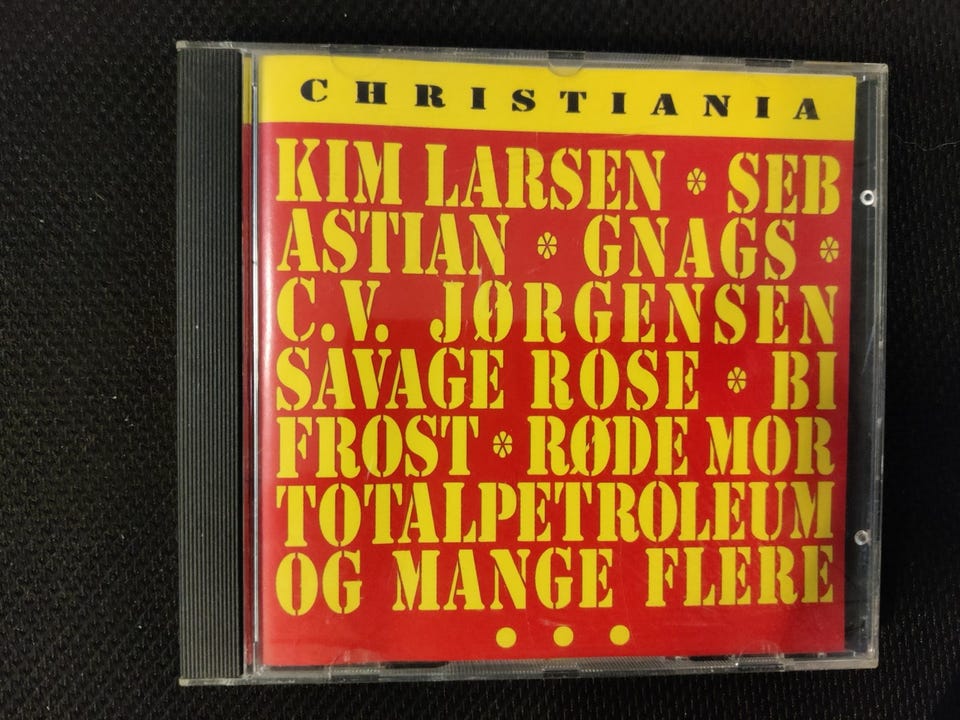 CHRISTIANIA
KIM LARSEN * SEB
ASTIAN * GNAGS *
C.V. JØRGENSEN
SAVAGE ROSE * BI
FROST * RØDE MOR
TOTALPETROLEUM
OG MANGE FLERE
● ● ●